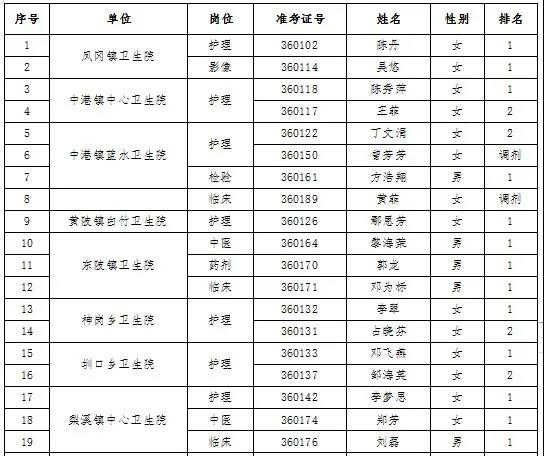 序号 单位 岗位 准考证号 姓名 性别 排名
1 凤冈镇卫生院 护理 360102 陈丹 女 1
2 影像 360114 吴悠 女 1
3 中港镇中心卫生院 护理 360118 陈秀萍 女 1
4 360117 王菲 女 2
5 中港镇蓝水卫生院 护理 360122 丁文涓 女 2
6 360150 曾芳芳 女 调剂
7 检验 360161 方浩翔 男 1
8 临床 360189 黄菲 女 调剂
9 黄陂镇白竹卫生院 护理 360126 鄢恩芳 女 1
10 东陂镇卫生院 中医 360164 黎海荣 男 1
11 药剂 360170 郭龙 男 1
12 临床 360171 邓为标 男 1
13 神岗乡卫生院 护理 360132 李翠 女 1
14 360131 占晓芬 女 2
15 圳口乡卫生院 护理 360133 邓飞燕 女 1
16 360137 邹海英 女 2
17 梨溪镇中心卫生院 护理 360142 李梦思 女 1
18 中医 360174 郑芳 女 1
19 临床 360176 刘磊 男 1